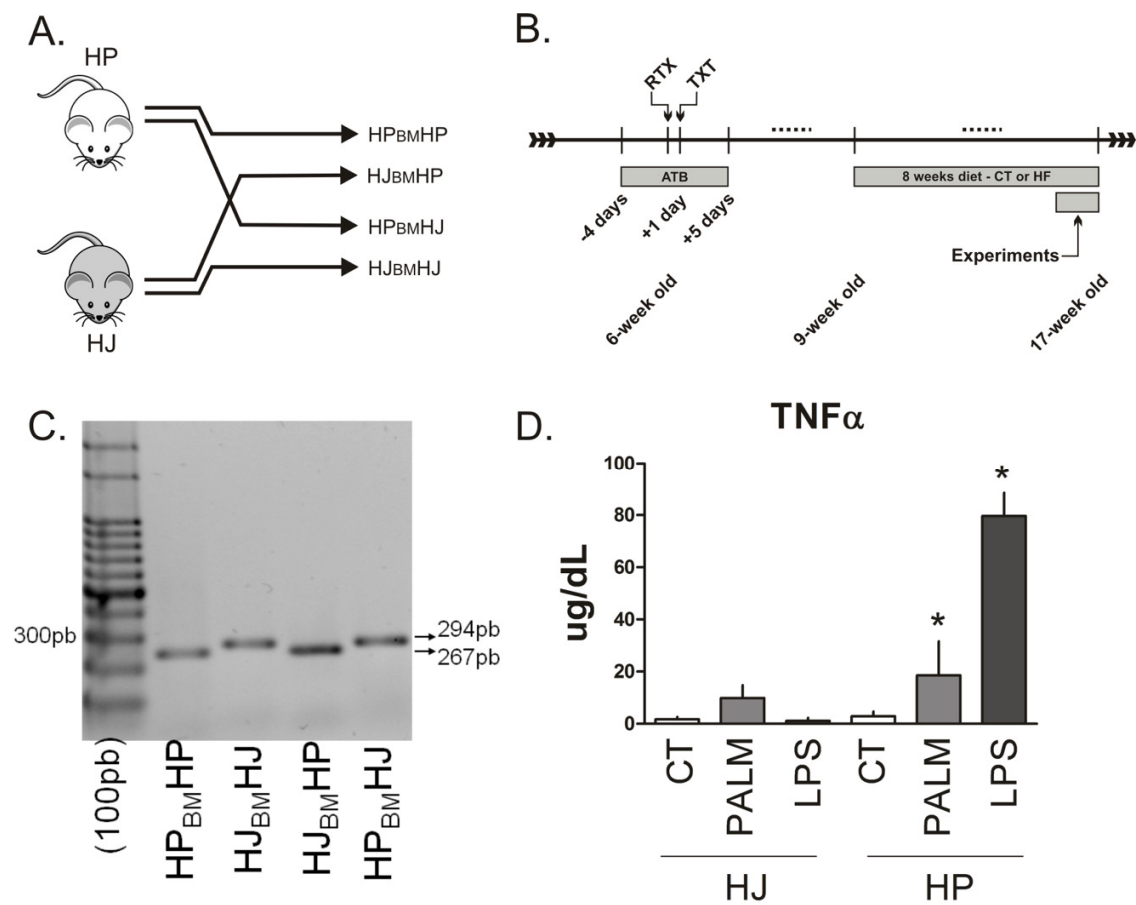 A.
HP
HPBMHP
HJBMHP
HPBMHJ
HJBMHJ
HJ
B.
RTX
TXT
ATB
8 weeks diet - CT or HF
-4 days
+1 day
+5 days
Experiments
6-week old
9-week old
17-week old
C.
300pb
294pb
267pb
(100pb)
HPBMHP
HJBMHJ
HJBMHP
HPBMHJ
D.
TNFα
ug/dL
100
80
60
40
20
0
*
*
CT
PALM
LPS
CT
PALM
LPS
HJ
HP